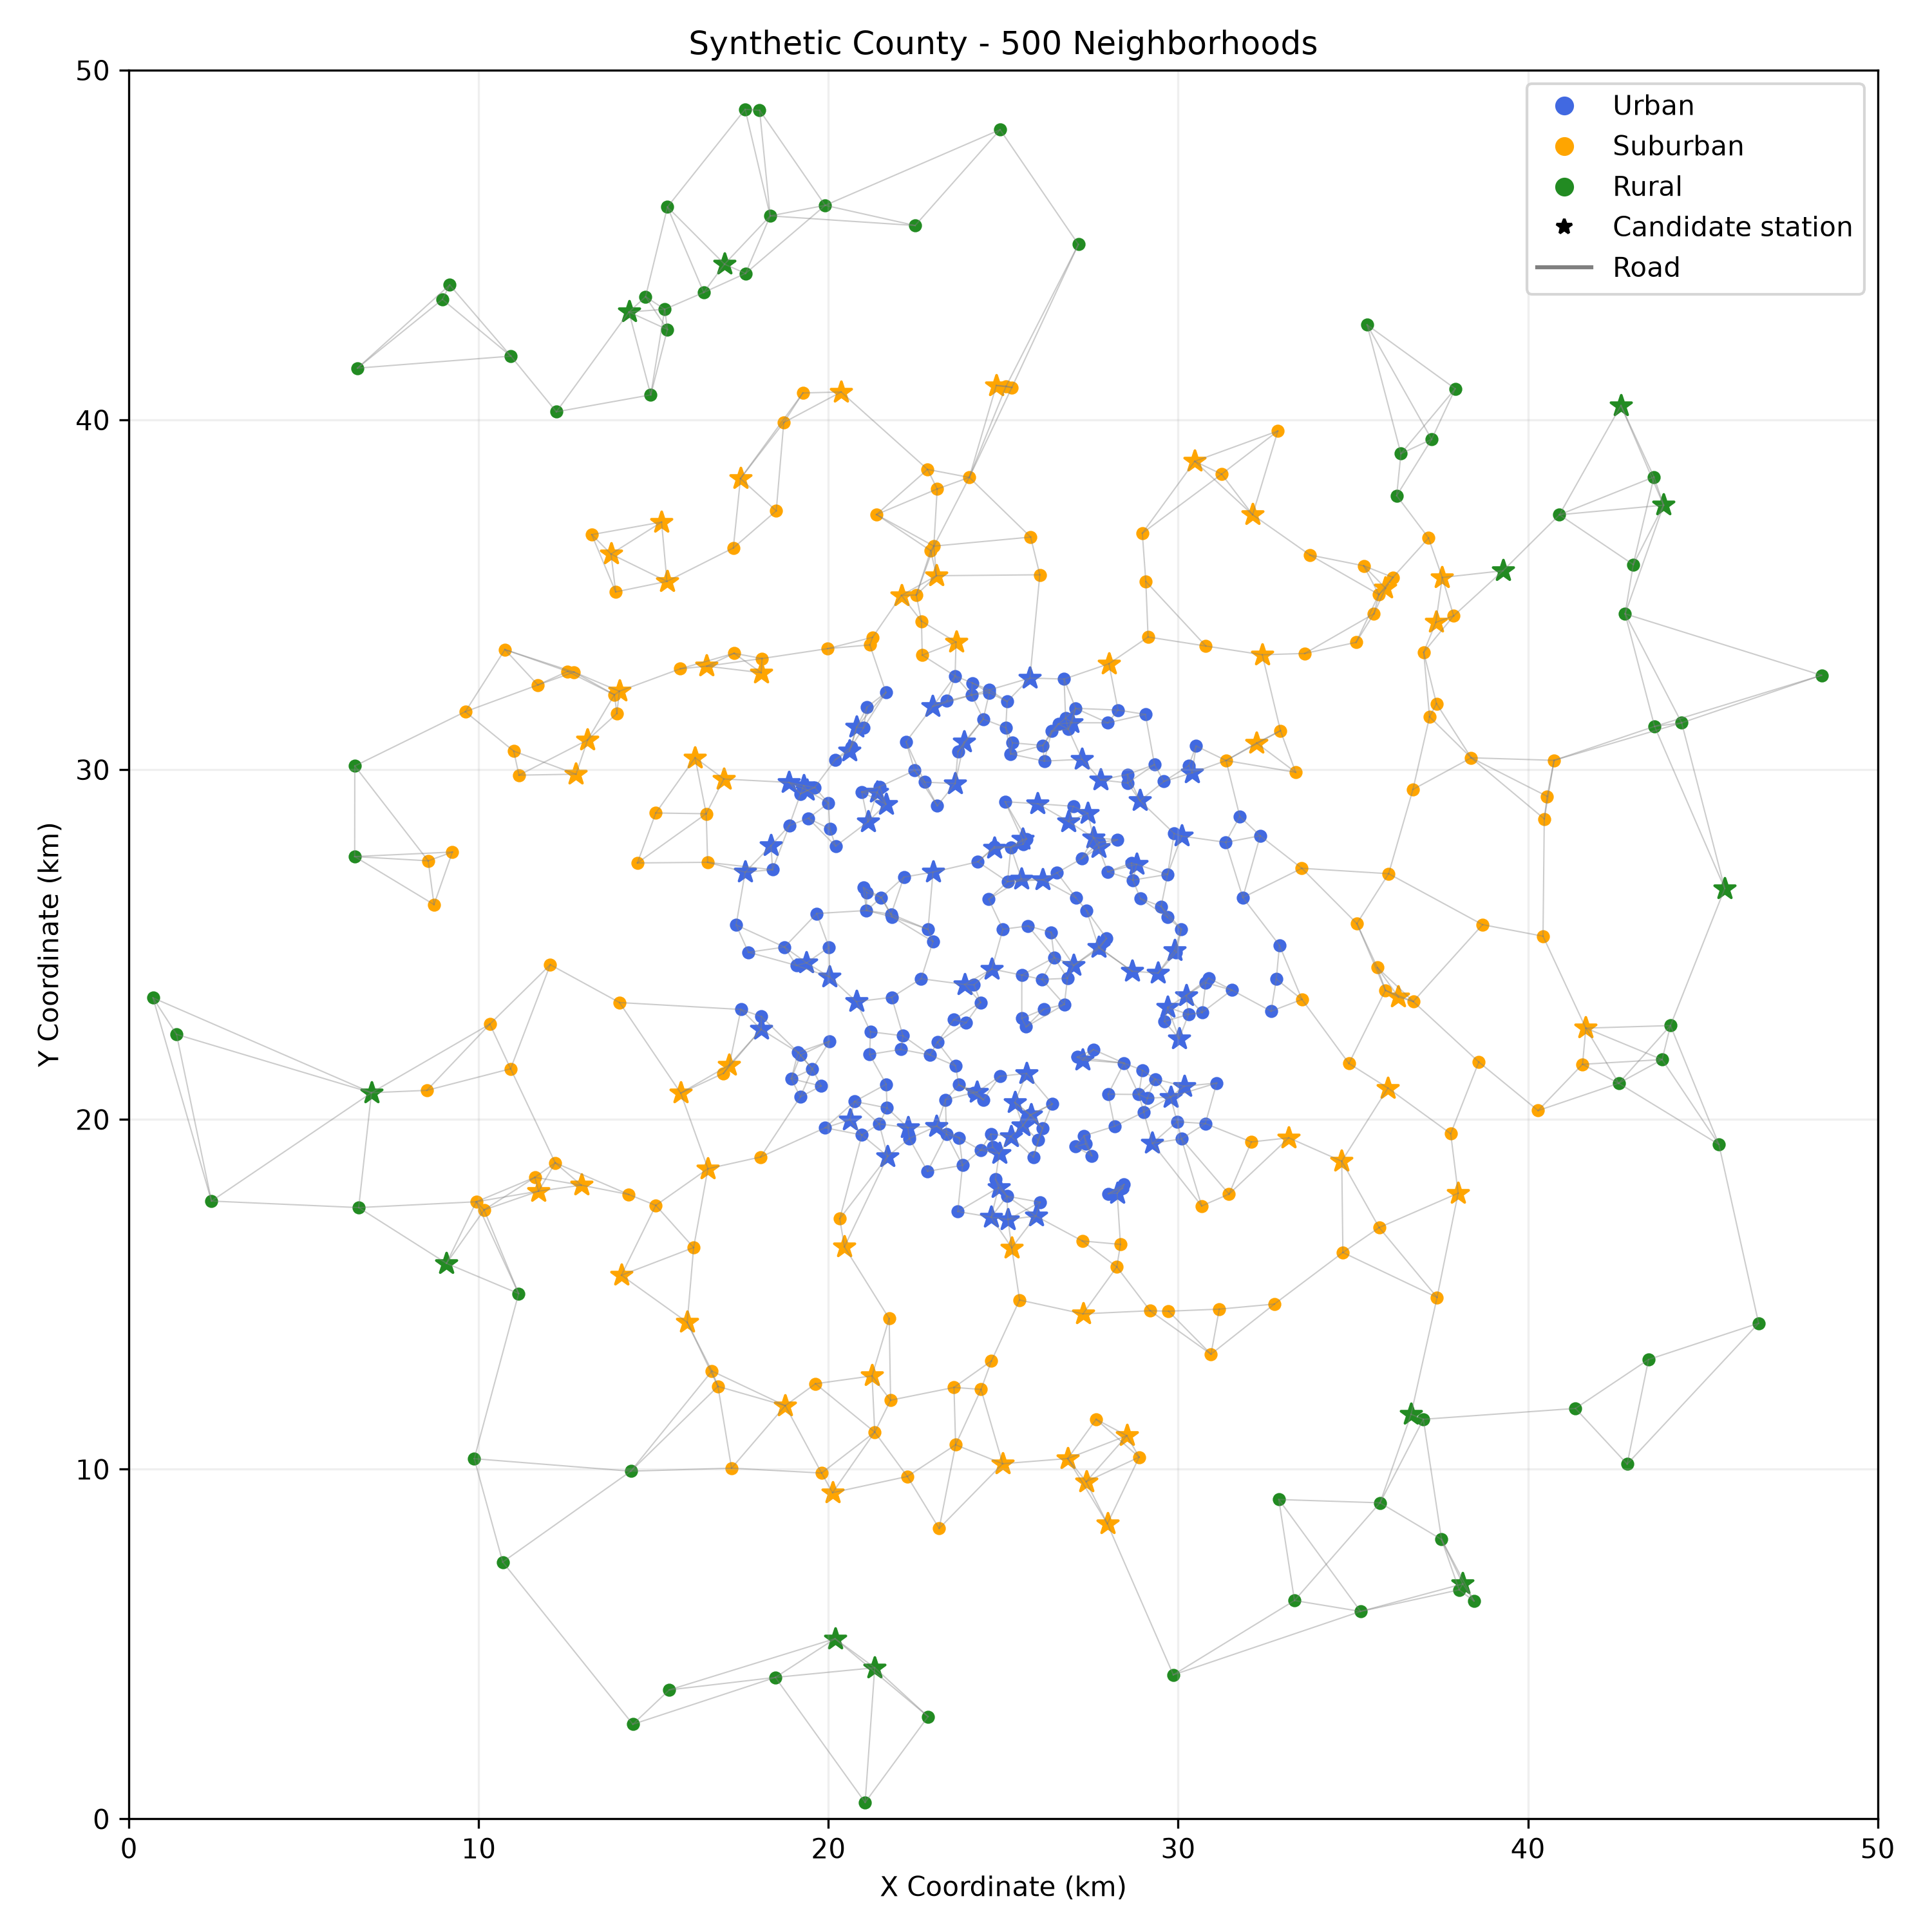 Synthetic County - 500 Neighborhoods
50
40
30
20
10
0
Y Coordinate (km)
Urban
Suburban
Rural
Candidate station
Road
0 10 20 30 40 50
X Coordinate (km)